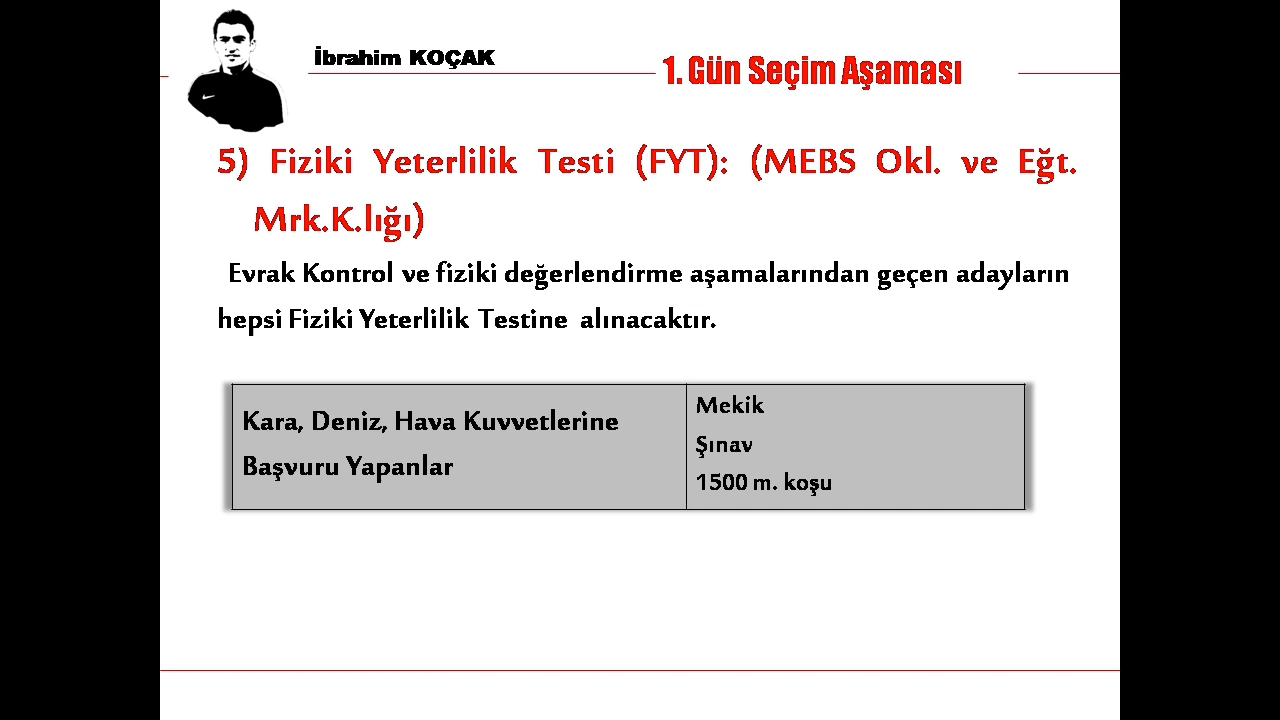 İbrahim KOÇAK
1. Gün Seçim Aşaması
5) Fiziki Yeterlilik Testi (FYT): (MEBS Okl. ve Eğt.
Mrk.K.lığı)
Evrak Kontrol ve fiziki değerlendirme aşamalarından geçen adayların
hepsi Fiziki Yeterlilik Testine alınacaktır.
Kara, Deniz, Hava Kuvvetlerine
Başvuru Yapanlar
Mekik
Şınav
1500 m. koşu